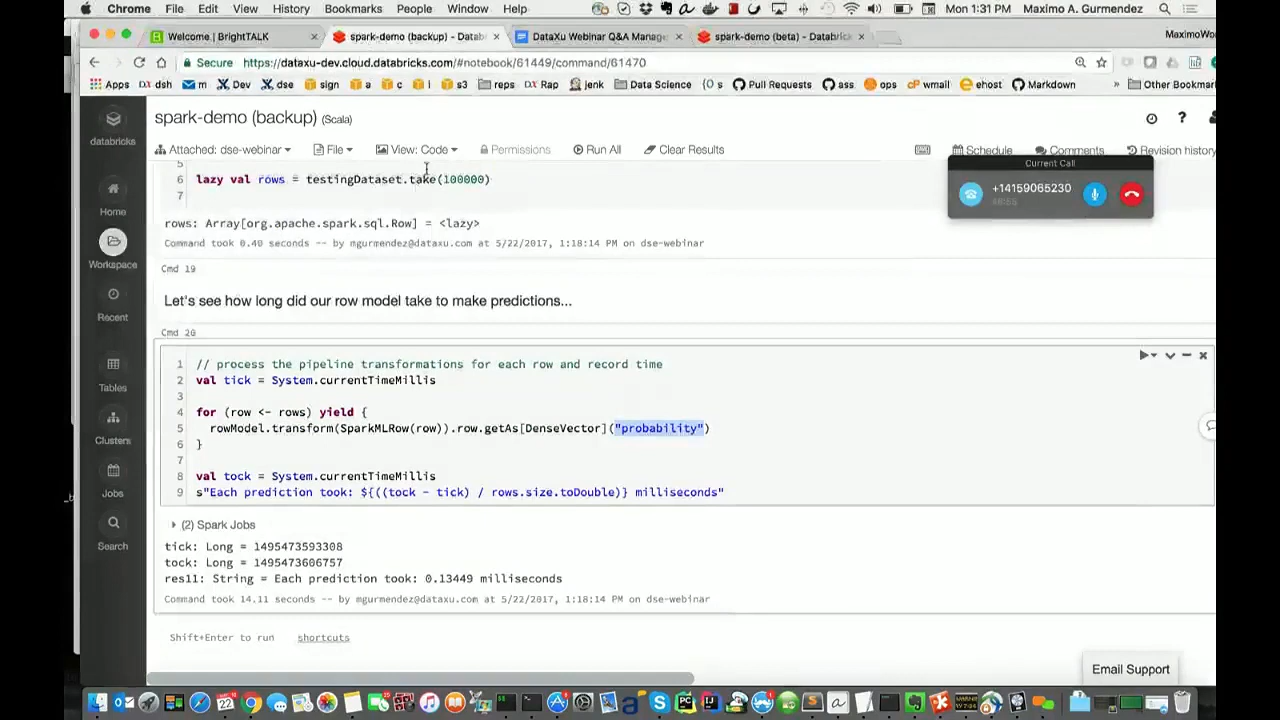 Chrome File Edit View History Bookmarks People Window Help Mon 1:31 PM Maximo A. Gurmendez
Welcome | BrightTALK spark-demo (backup) - Datab DataXu Webinar Q&A Manage spark-demo (beta) - Databrick MaximoWo
Secure https://dataxu-dev.cloud.databricks.com/#notebook/61449/command/61470
Apps dsh m Dev dse sign a c l s3 reps Rap jenk Data Science s Pull Requests ass ops wmail ehost Markdown » Other Bookmar
spark-demo (backup) (Scala)
databricks
Attached: dse-webinar File View: Code Permissions Run All Clear Results Schedule Comments Revision history
Current Call
+14159065230
5
6 lazy val rows = testingDataset.take(100000)
7
Home
rows: Array[org.apache.spark.sql.Row] = <lazy>
Command took 0.40 seconds -- by mgurmendez@dataxu.com at 5/22/2017, 1:18:14 PM on dse-webinar
Workspace
Cmd 19
Let's see how long did our row model take to make predictions...
Recent
Cmd 20
1 // process the pipeline transformations for each row and record time
2 val tick = System.currentTimeMillis
Tables
3
4 for (row <- rows) yield {
5 rowModel.transform(SparkMLRow(row)).row.getAs[DenseVector]("probability")
Clusters
6 }
7
8 val tock = System.currentTimeMillis
9 s"Each prediction took: ${((tock - tick) / rows.size.toDouble)} milliseconds"
Jobs
(2) Spark Jobs
Search
tick: Long = 1495473593308
tock: Long = 1495473606757
res11: String = Each prediction took: 0.13449 milliseconds
Command took 14.11 seconds -- by mgurmendez@dataxu.com at 5/22/2017, 1:18:14 PM on dse-webinar
Shift+Enter to run shortcuts
Email Support